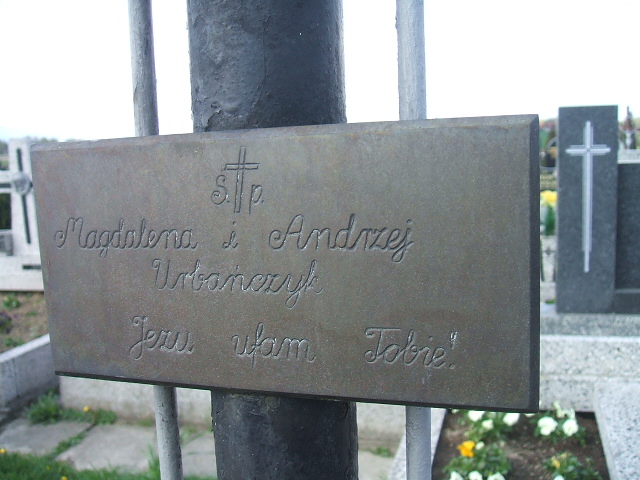 Ś. p.
Magdalena i Andrzej
Urbańczyk
Jezu ufam Tobie!